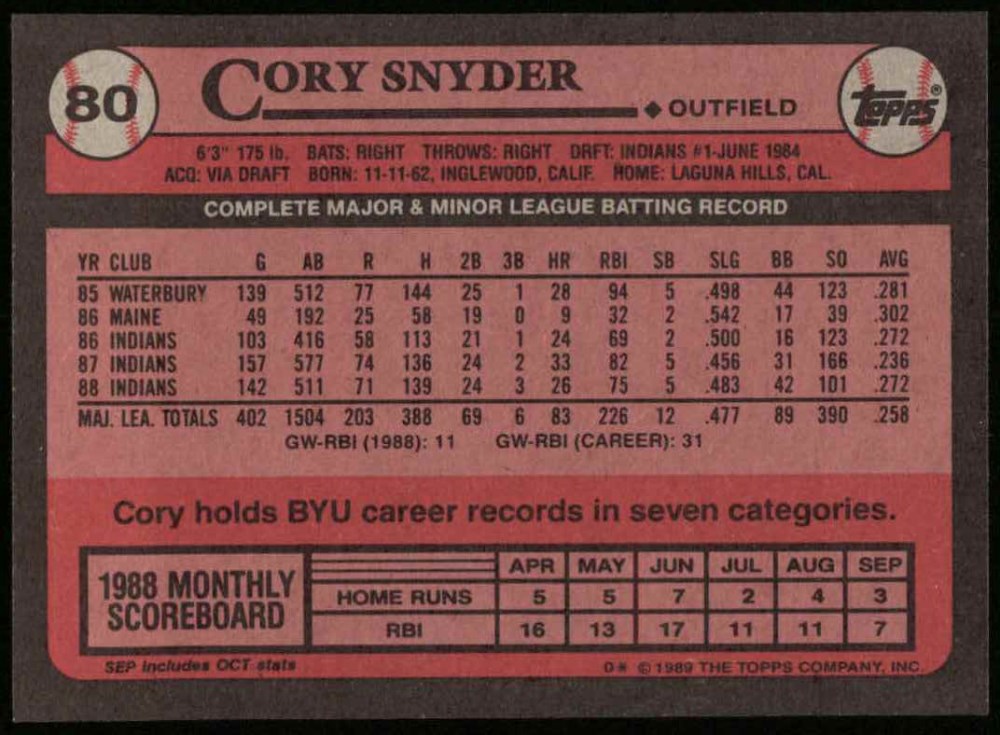 80
CORY SNYDER
◆ OUTFIELD
TOPPS®
6'3" 175 lb. BATS: RIGHT THROWS: RIGHT DRFT: INDIANS #1-JUNE 1984
ACQ: VIA DRAFT BORN: 11-11-62, INGLEWOOD, CALIF. HOME: LAGUNA HILLS, CAL.
COMPLETE MAJOR & MINOR LEAGUE BATTING RECORD
YR CLUB G AB R H 2B 3B HR RBI SB SLG BB SO AVG
85 WATERBURY 139 512 77 144 25 1 28 94 5 .498 44 123 .281
86 MAINE 49 192 25 58 19 0 9 32 2 .542 17 39 .302
86 INDIANS 103 416 58 113 21 1 24 69 2 .500 16 123 .272
87 INDIANS 157 577 74 136 24 2 33 82 5 .456 31 166 .236
88 INDIANS 142 511 71 139 24 3 26 75 5 .483 42 101 .272
MAJ. LEA. TOTALS 402 1504 203 388 69 6 83 226 12 .477 89 390 .258
GW-RBI (1988): 11 GW-RBI (CAREER): 31
Cory holds BYU career records in seven categories.
1988 MONTHLY
SCOREBOARD
APR MAY JUN JUL AUG SEP
HOME RUNS 5 5 7 2 4 3
RBI 16 13 17 11 11 7
SEP includes OCT stats
0* © 1989 THE TOPPS COMPANY, INC.